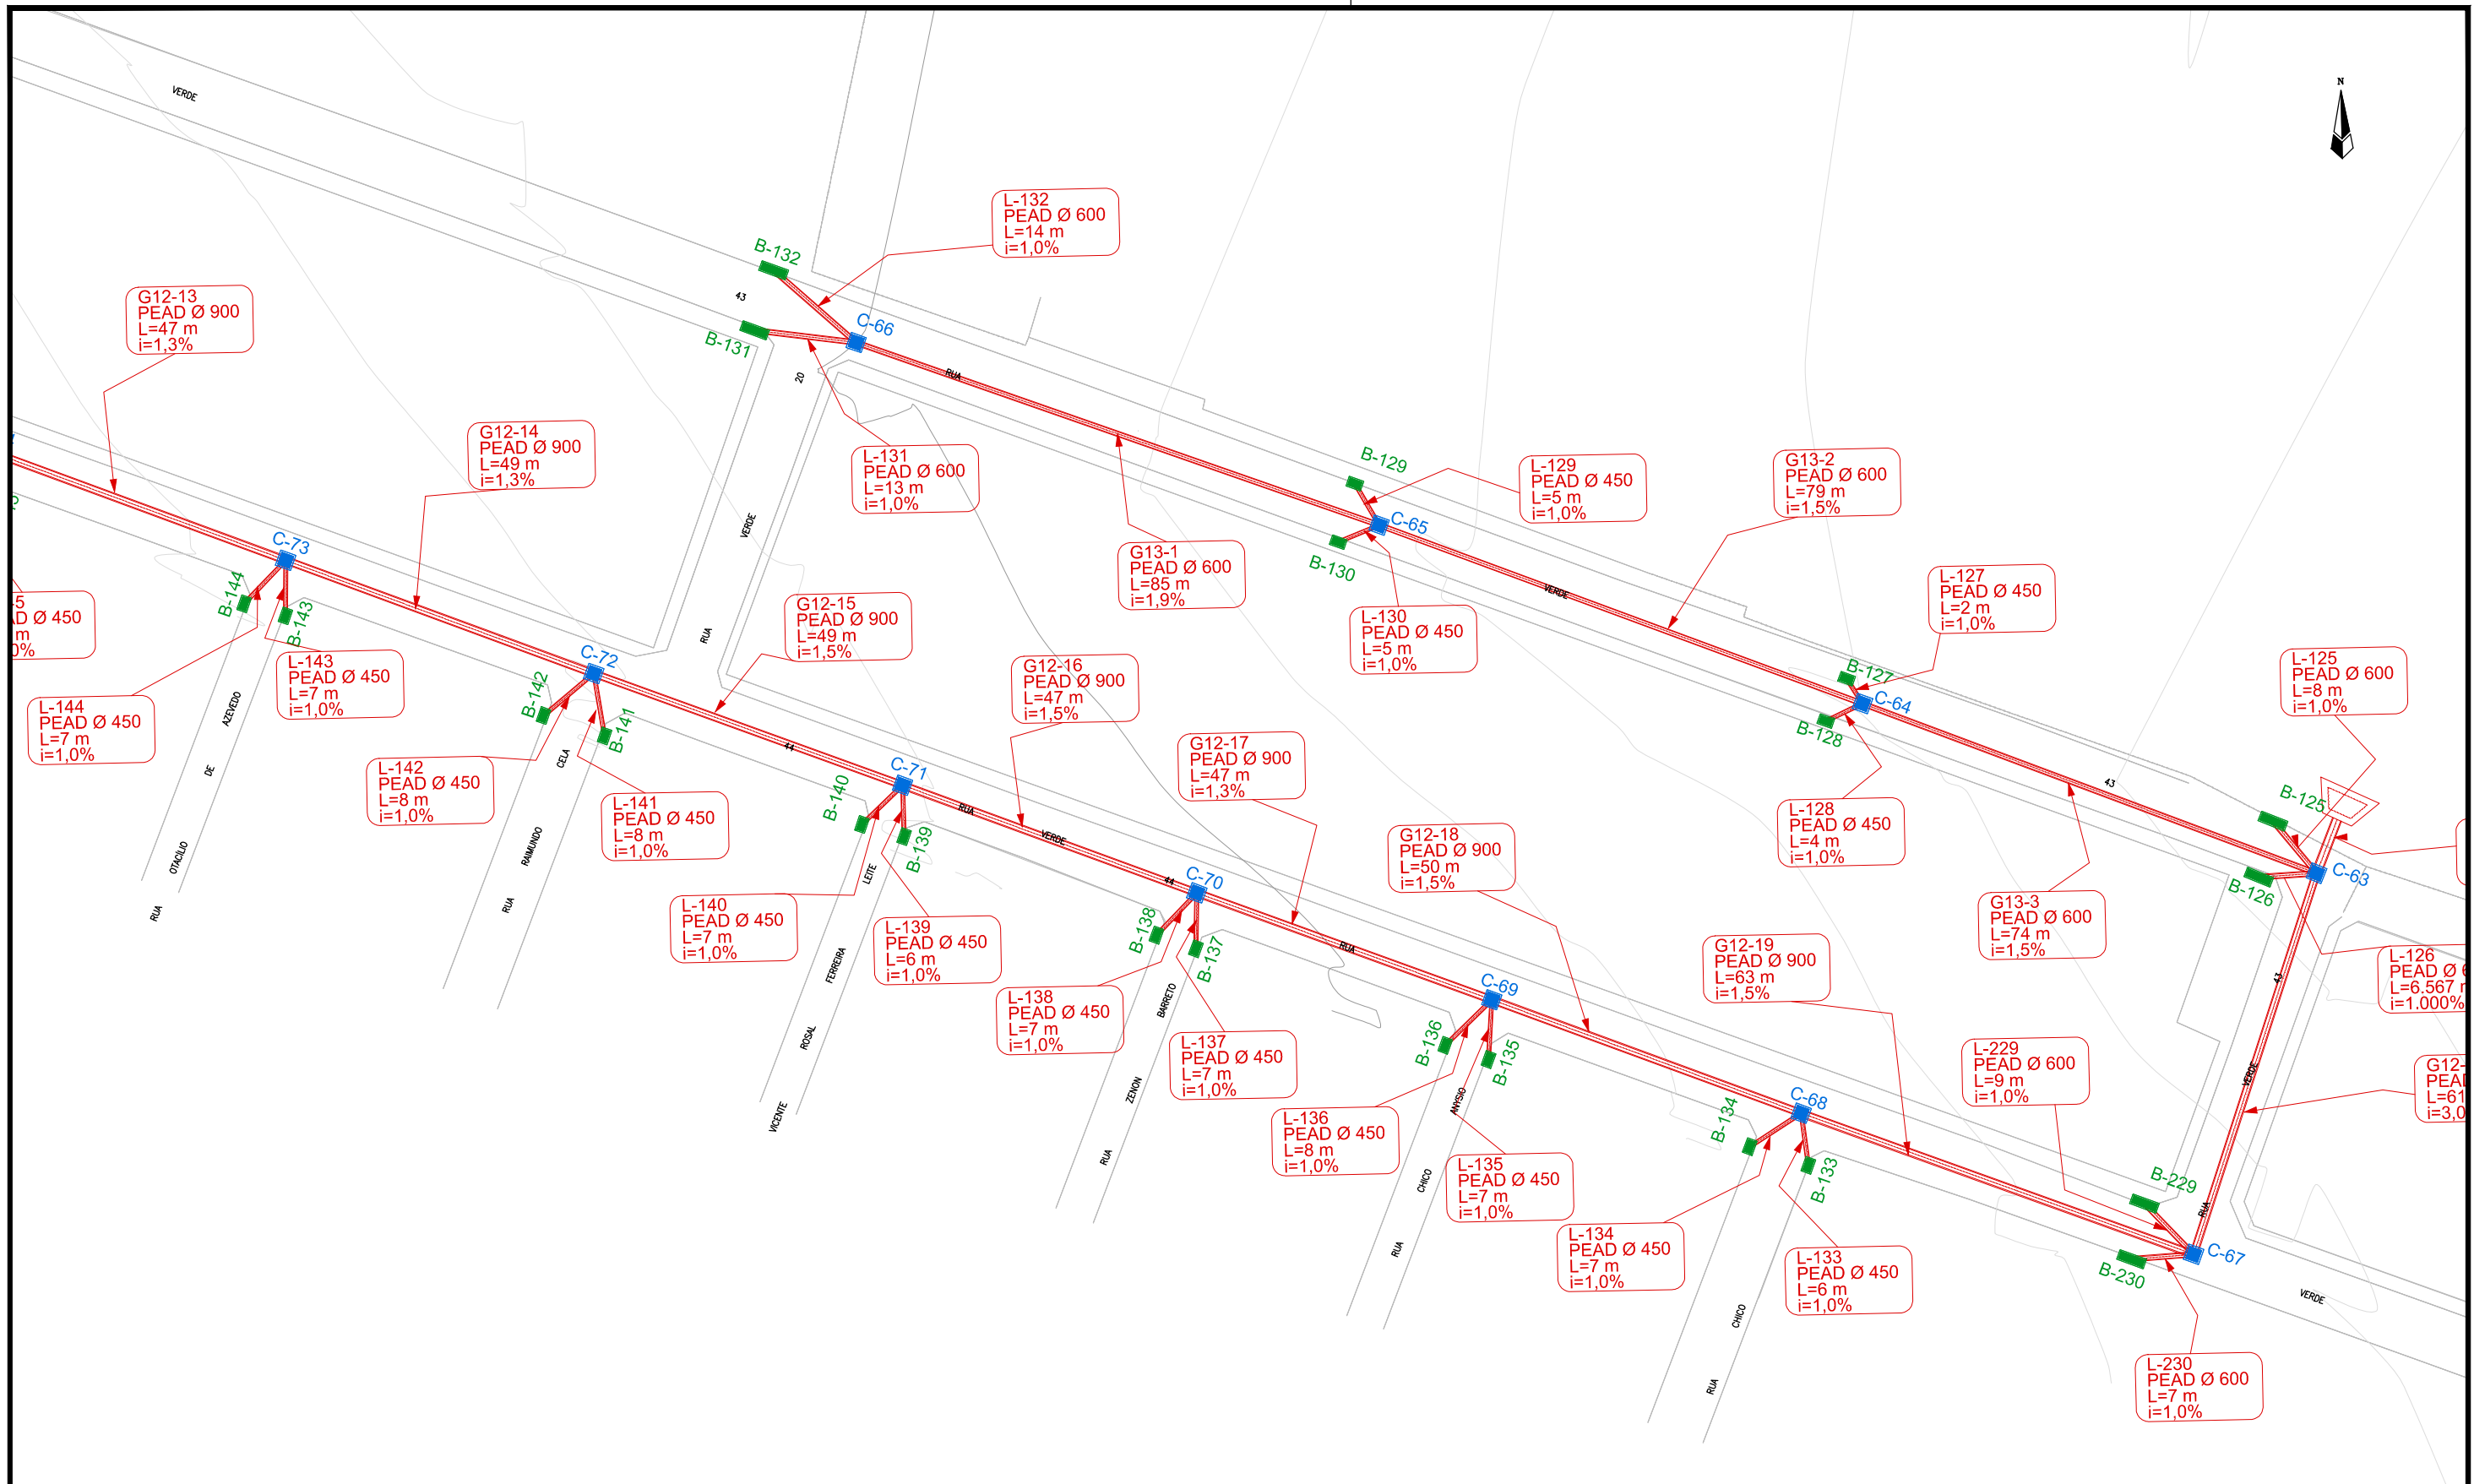 N
VERDE
L-132
PEAD Ø 600
L=14 m
i=1,0%
B-132
43
B-131
C-66
20
RUA
G12-13
PEAD Ø 900
L=47 m
i=1,3%
G12-14
PEAD Ø 900
L=49 m
i=1,3%
L-131
PEAD Ø 600
L=13 m
i=1,0%
B-129
L-129
PEAD Ø 450
L=5 m
i=1,0%
G13-2
PEAD Ø 600
L=79 m
i=1,5%
C-65
B-130
G13-1
PEAD Ø 600
L=85 m
i=1,9%
VERDE
RUA
VERDE
L-127
PEAD Ø 450
L=2 m
i=1,0%
L-130
PEAD Ø 450
L=5 m
i=1,0%
C-73
B-144
B-143
D Ø 450
m
0%
G12-15
PEAD Ø 900
L=49 m
i=1,5%
C-72
B-142
B-141
L-143
PEAD Ø 450
L=7 m
i=1,0%
L-144
PEAD Ø 450
L=7 m
i=1,0%
G12-16
PEAD Ø 900
L=47 m
i=1,5%
B-127
C-64
B-128
L-125
PEAD Ø 600
L=8 m
i=1,0%
RUA OTACÍLIO DE AZEVEDO
44
G12-17
PEAD Ø 900
L=47 m
i=1,3%
L-142
PEAD Ø 450
L=8 m
i=1,0%
L-141
PEAD Ø 450
L=8 m
i=1,0%
RUA RAIMUNDO CELA
C-71
B-140
B-139
RUA
VERDE
44
L-128
PEAD Ø 450
L=4 m
i=1,0%
43
B-125
C-63
B-126
G12-18
PEAD Ø 900
L=50 m
i=1,5%
G13-3
PEAD Ø 600
L=74 m
i=1,5%
L-140
PEAD Ø 450
L=7 m
i=1,0%
L-139
PEAD Ø 450
L=6 m
i=1,0%
VICENTE ROSAL FERREIRA LEITE
C-70
B-138
B-137
RUA
G12-19
PEAD Ø 900
L=63 m
i=1,5%
L-126
PEAD Ø 6
L=6.567
i=1.000%
43
VERDE
RUA
L-138
PEAD Ø 450
L=7 m
i=1,0%
L-137
PEAD Ø 450
L=7 m
i=1,0%
RUA ZENON BARRETO
C-69
B-136
B-135
L-229
PEAD Ø 600
L=9 m
i=1,0%
G12-
PEA
L=61
i=3,0
L-136
PEAD Ø 450
L=8 m
i=1,0%
L-135
PEAD Ø 450
L=7 m
i=1,0%
RUA CHICO ANYSIO
C-68
B-134
B-133
B-229
C-67
B-230
L-134
PEAD Ø 450
L=7 m
i=1,0%
L-133
PEAD Ø 450
L=6 m
i=1,0%
RUA CHICO
VERDE
L-230
PEAD Ø 600
L=7 m
i=1,0%